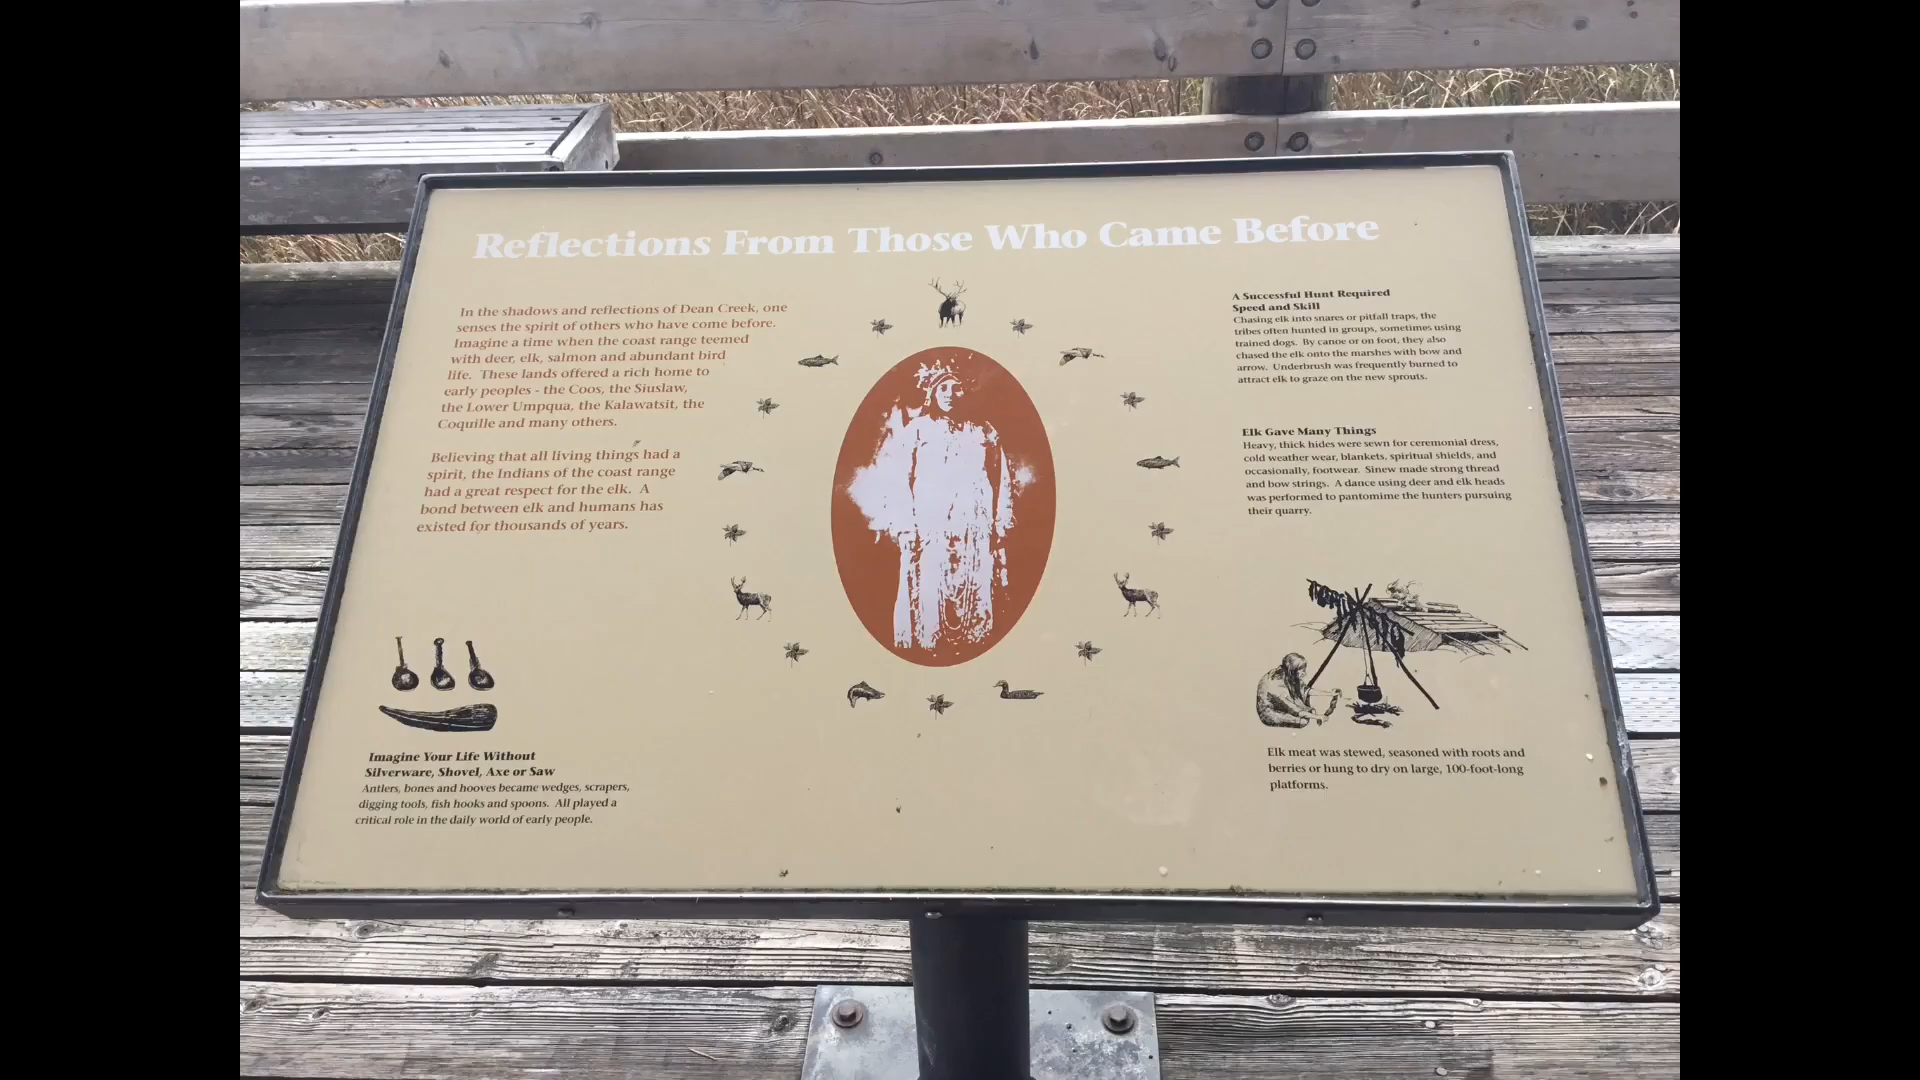 Reflections From Those Who Came Before
In the shadows and reflections of Dean Creek, one
senses the spirit of others who have come before.
Imagine a time when the coast range teemed
with deer, elk, salmon and abundant bird
life. These lands offered a rich home to
early peoples - the Coos, the Siuslaw,
the Lower Umpqua, the Kalawatsit, the
Coquille and many others.
Believing that all living things had a
spirit, the Indians of the coast range
had a great respect for the elk. A
bond between elk and humans has
existed for thousands of years.
Imagine Your Life Without
Silverware, Shovel, Axe or Saw
Antlers, bones and hooves became wedges, scrapers,
digging tools, fish hooks and spoons. All played a
critical role in the daily world of early people.
A Successful Hunt Required
Speed and Skill
Chasing elk into snares or pitfall traps, the
tribes often hunted in groups, sometimes using
trained dogs. By canoe or on foot, they also
chased the elk onto the marshes with bow and
arrow. Underbrush was frequently burned to
attract elk to graze on the new sprouts.
Elk Gave Many Things
Heavy, thick hides were sewn for ceremonial dress,
cold weather wear, blankets, spiritual shields, and
occasionally, footwear. Sinew made strong thread
and bow strings. A dance using deer and elk heads
was performed to pantomime the hunters pursuing
their quarry.
Elk meat was stewed, seasoned with roots and
berries or hung to dry on large, 100-foot-long
platforms.